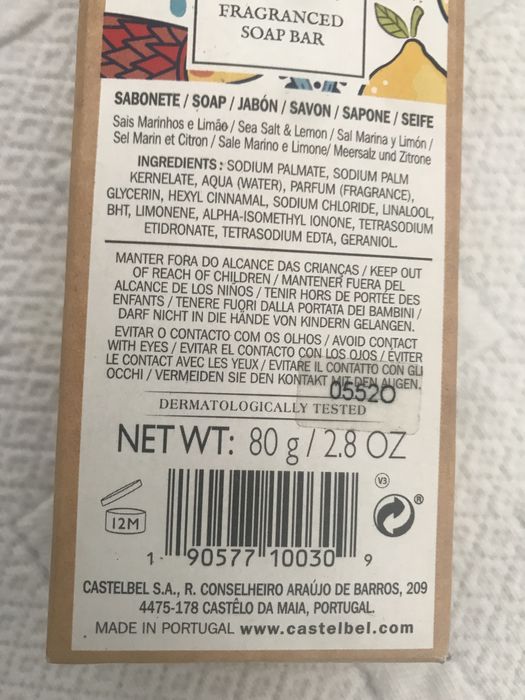 FRAGRANCED
SOAP BAR
SABONETE / SOAP / JABÓN / SAVON / SAPONE / SEIFE
Sais Marinhos e Limão / Sea Salt & Lemon / Sal Marina y Limón /
Sel Marin et Citron / Sale Marino e Limone/ Meersalz und Zitrone
INGREDIENTS : SODIUM PALMATE, SODIUM PALM
KERNELATE, AQUA (WATER), PARFUM (FRAGRANCE),
GLYCERIN, HEXYL CINNAMAL, SODIUM CHLORIDE, LINALOOL,
BHT, LIMONENE, ALPHA-ISOMETHYL IONONE, TETRASODIUM
ETIDRONATE, TETRASODIUM EDTA, GERANIOL.
MANTER FORA DO ALCANCE DAS CRIANÇAS / KEEP OUT
OF REACH OF CHILDREN / MANTENER FUERA DEL
ALCANCE DE LOS NIÑOS / TENIR HORS DE PORTÉE DES
ENFANTS / TENERE FUORI DALLA PORTATA DEI BAMBINI /
DARF NICHT IN DIE HÄNDE VON KINDERN GELANGEN.
EVITAR O CONTACTO COM OS OLHOS / AVOID CONTACT
WITH EYES / EVITAR EL CONTACTO CON LOS OJOS / ÉVITER
LE CONTACT AVEC LES YEUX / EVITARE IL CONTATTO CON GLI
OCCHI / VERMEIDEN SIE DEN KONTAKT MIT DEN AUGEN.
05520
DERMATOLOGICALLY TESTED
NET WT: 80 g / 2.8 OZ
V3
12M
®
1 90577 10030 9
CASTELBEL S.A., R. CONSELHEIRO ARAÚJO DE BARROS, 209
4475-178 CASTÊLO DA MAIA, PORTUGAL.
MADE IN PORTUGAL www.castelbel.com